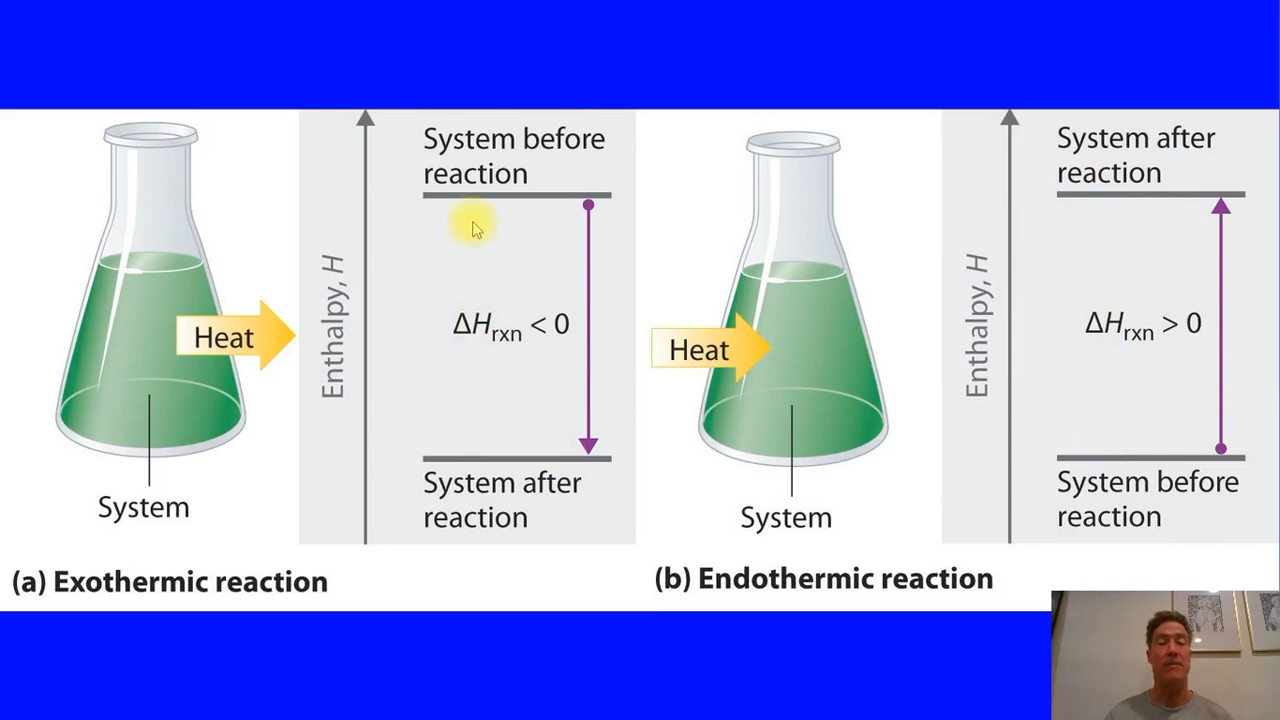 System before
reaction
Enthalpy, H
ΔHrxn < 0
Heat
System
System after
reaction
(a) Exothermic reaction
System after
reaction
Enthalpy, H
ΔHrxn > 0
Heat
System
System before
reaction
(b) Endothermic reaction